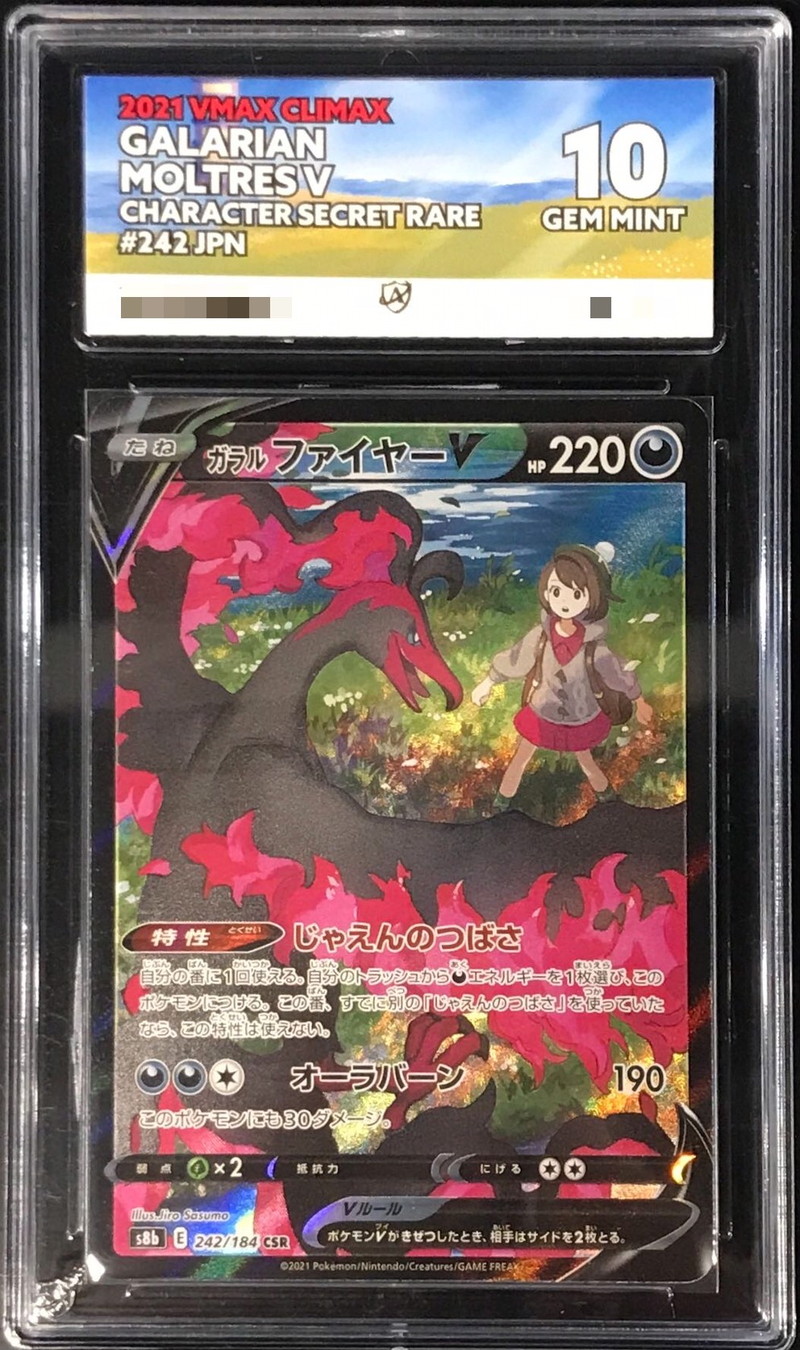 2021 VMAX CLIMAX
GALARIAN
MOLTRES V
CHARACTER SECRET RARE
#242 JPN
10
GEM MINT
たね
ガラル ファイヤーV
HP 220
特性
とくせい
じゃえんのつばさ
自分の番に1回使える。自分のトラッシュからエネルギーを1枚選び、この
ポケモンにつける。この番、すでに別の「じゃえんのつばさ」を使っていた
なら、この特性は使えない。
オーラバーン 190
このポケモンにも30ダメージ。
弱点 ×2 抵抗力 にげる
Illus. Jiro Sasumo
Vルール
ポケモンVがきぜつしたとき、相手はサイドを2枚とる。
s8b E 242/184 CSR
©2021 Pokémon/Nintendo/Creatures/GAME FREAK